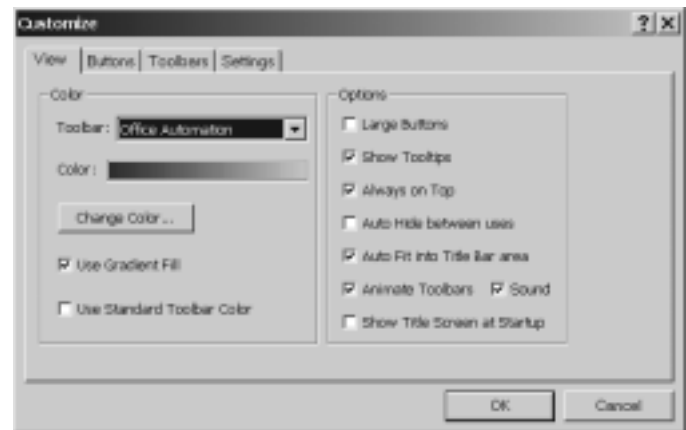 Customize
View Buttons Toolbars Settings
Color
Toolbar: Office Automation
Color:
Change Color...
Use Gradient Fill
Use Standard Toolbar Color
Options
Large Buttons
Show Tooltips
Always on Top
Auto Hide between uses
Auto Fit into Title Bar area
Animate Toolbars Sound
Show Title Screen at Startup
OK Cancel